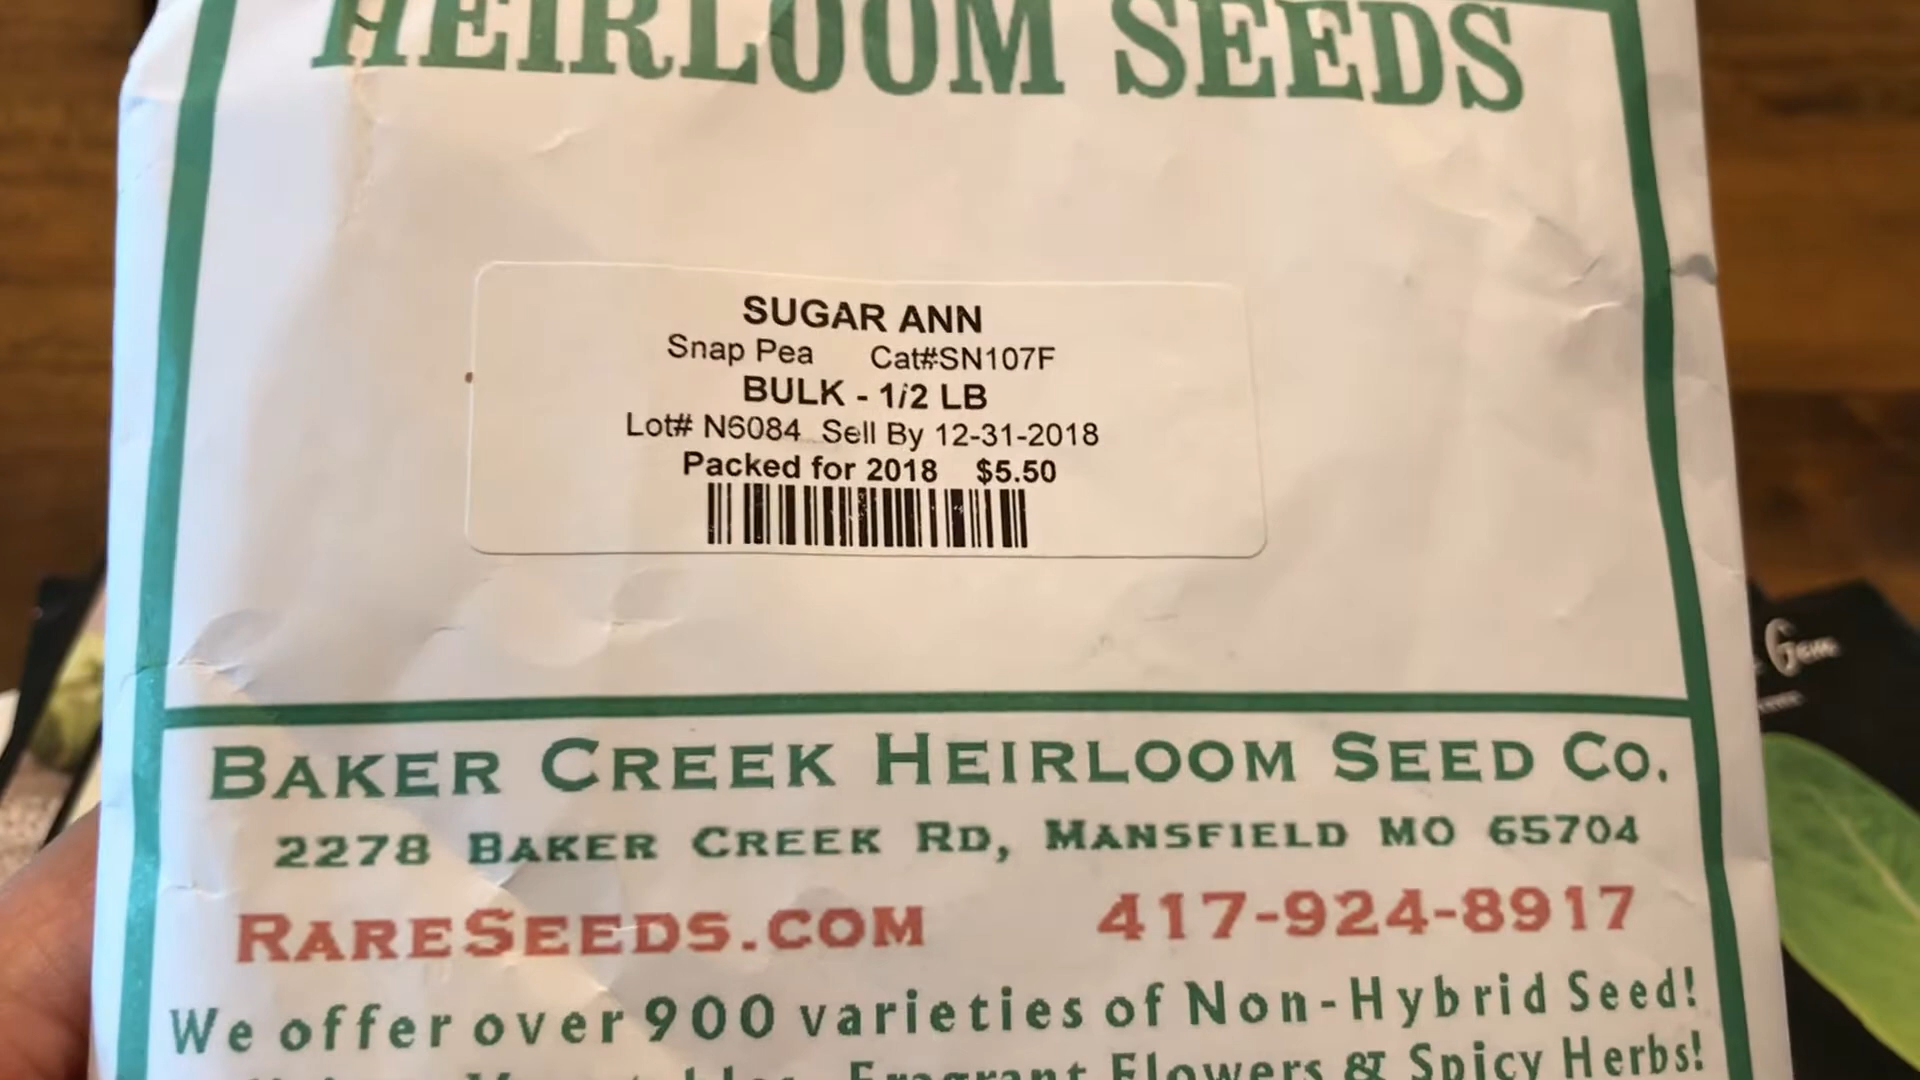 HEIRLOOM SEEDS
SUGAR ANN
Snap Pea Cat#SN107F
BULK - 1/2 LB
Lot# N6084 Sell By 12-31-2018
Packed for 2018 $5.50
BAKER CREEK HEIRLOOM SEED CO.
2278 BAKER CREEK RD, MANSFIELD MO 65704
RARESEEDS.COM 417-924-8917
We offer over 900 varieties of Non-Hybrid Seed!
Fragrant Flowers & Spicy Herbs!
Gem